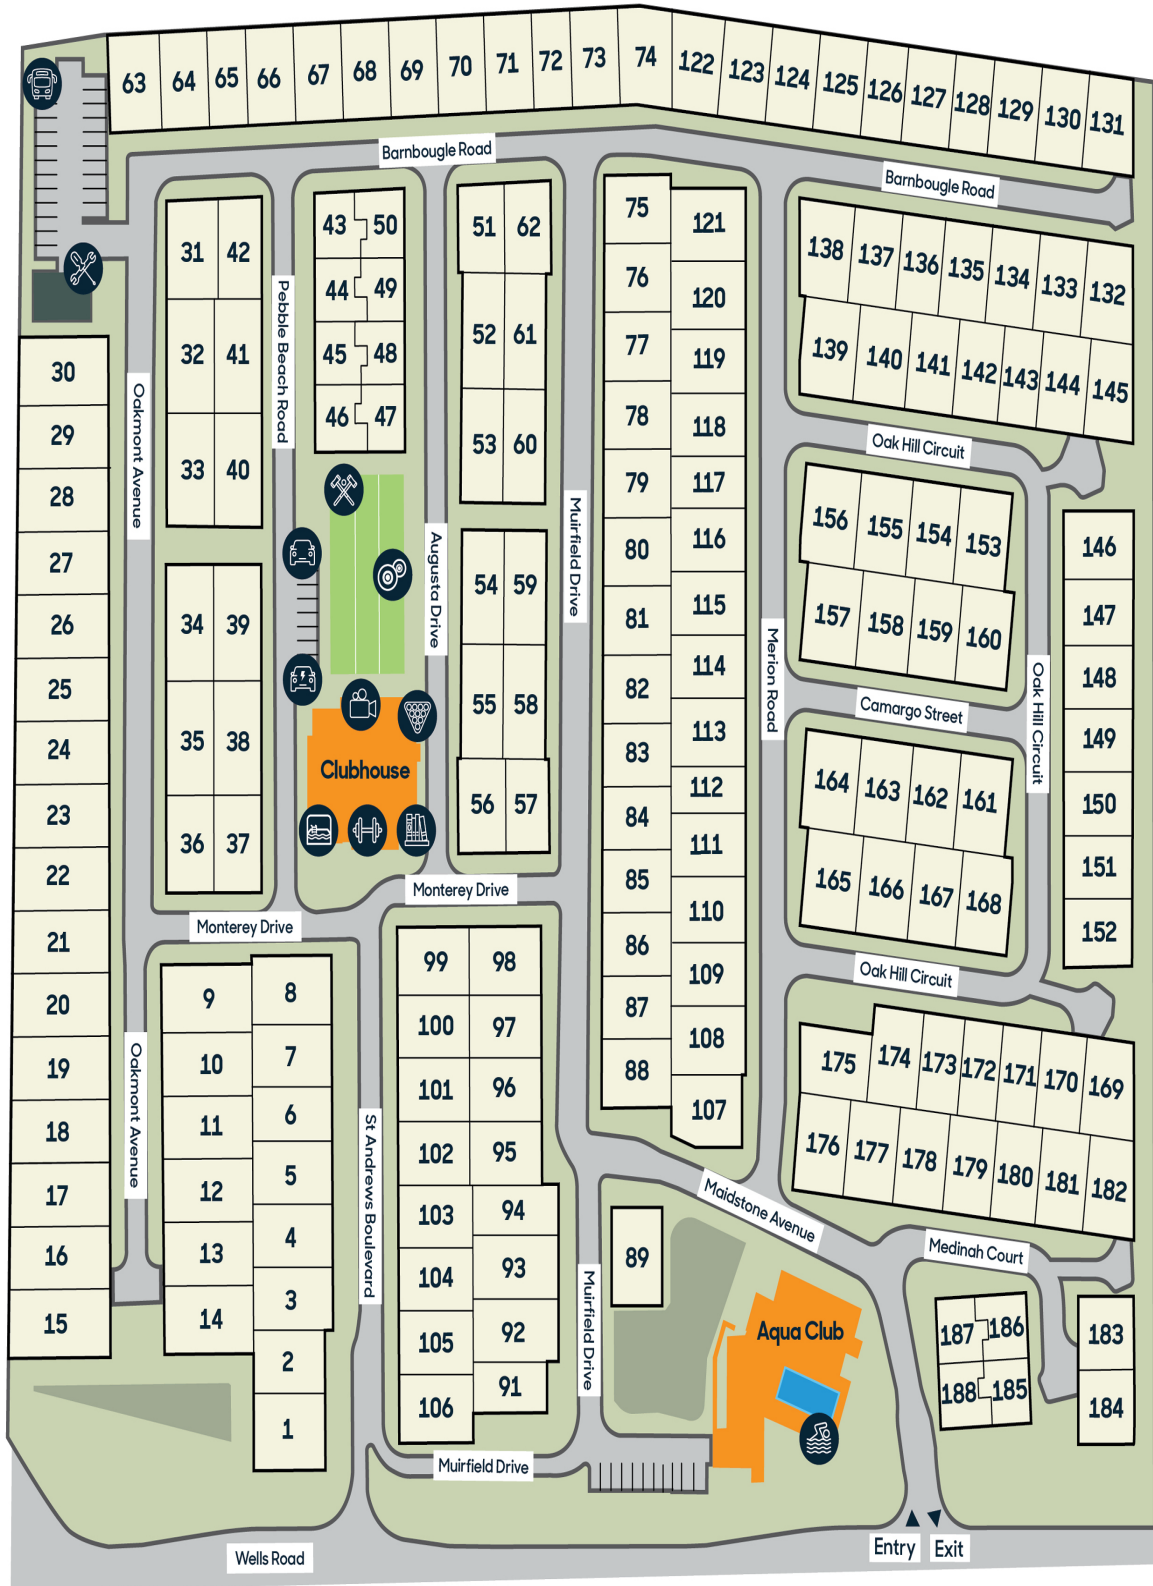 63 64 65 66 67 68 69 70 71 72 73 74 122 123 124 125 126 127 128 129 130 131
Barnbougle Road
Barnbougle Road
31 42
32 41
33 40
34 39
35 38
36 37
Pebble Beach Road
43 50
44 49
45 48
46 47
51 62
52 61
53 60
54 59
55 58
56 57
Augusta Drive
Muirfield Drive
30
29
28
27
26
25
24
23
22
21
20
19
18
17
16
15
Oakmont Avenue
Oakmont Avenue
Clubhouse
Monterey Drive
Monterey Drive
75
76
77
78
79
80
81
82
83
84
85
86
87
88
121
120
119
118
117
116
115
114
113
112
111
110
109
108
107
Merion Road
138 137 136 135 134 133 132
139 140 141 142 143 144 145
Oak Hill Circuit
156 155 154 153
157 158 159 160
Camargo Street
Oak Hill Circuit
146
147
148
149
150
151
152
164 163 162 161
165 166 167 168
Oak Hill Circuit
175 174 173 172 171 170 169
176 177 178 179 180 181 182
9
10
11
12
13
14
8
7
6
5
4
3
2
1
St Andrews Boulevard
99 98
100 97
101 96
102 95
103 94
104 93
105 92
106 91
Muirfield Drive
Muirfield Drive
89
Maidstone Avenue
Aqua Club
Medinah Court
187 186
188 185
183
184
Wells Road
Entry Exit